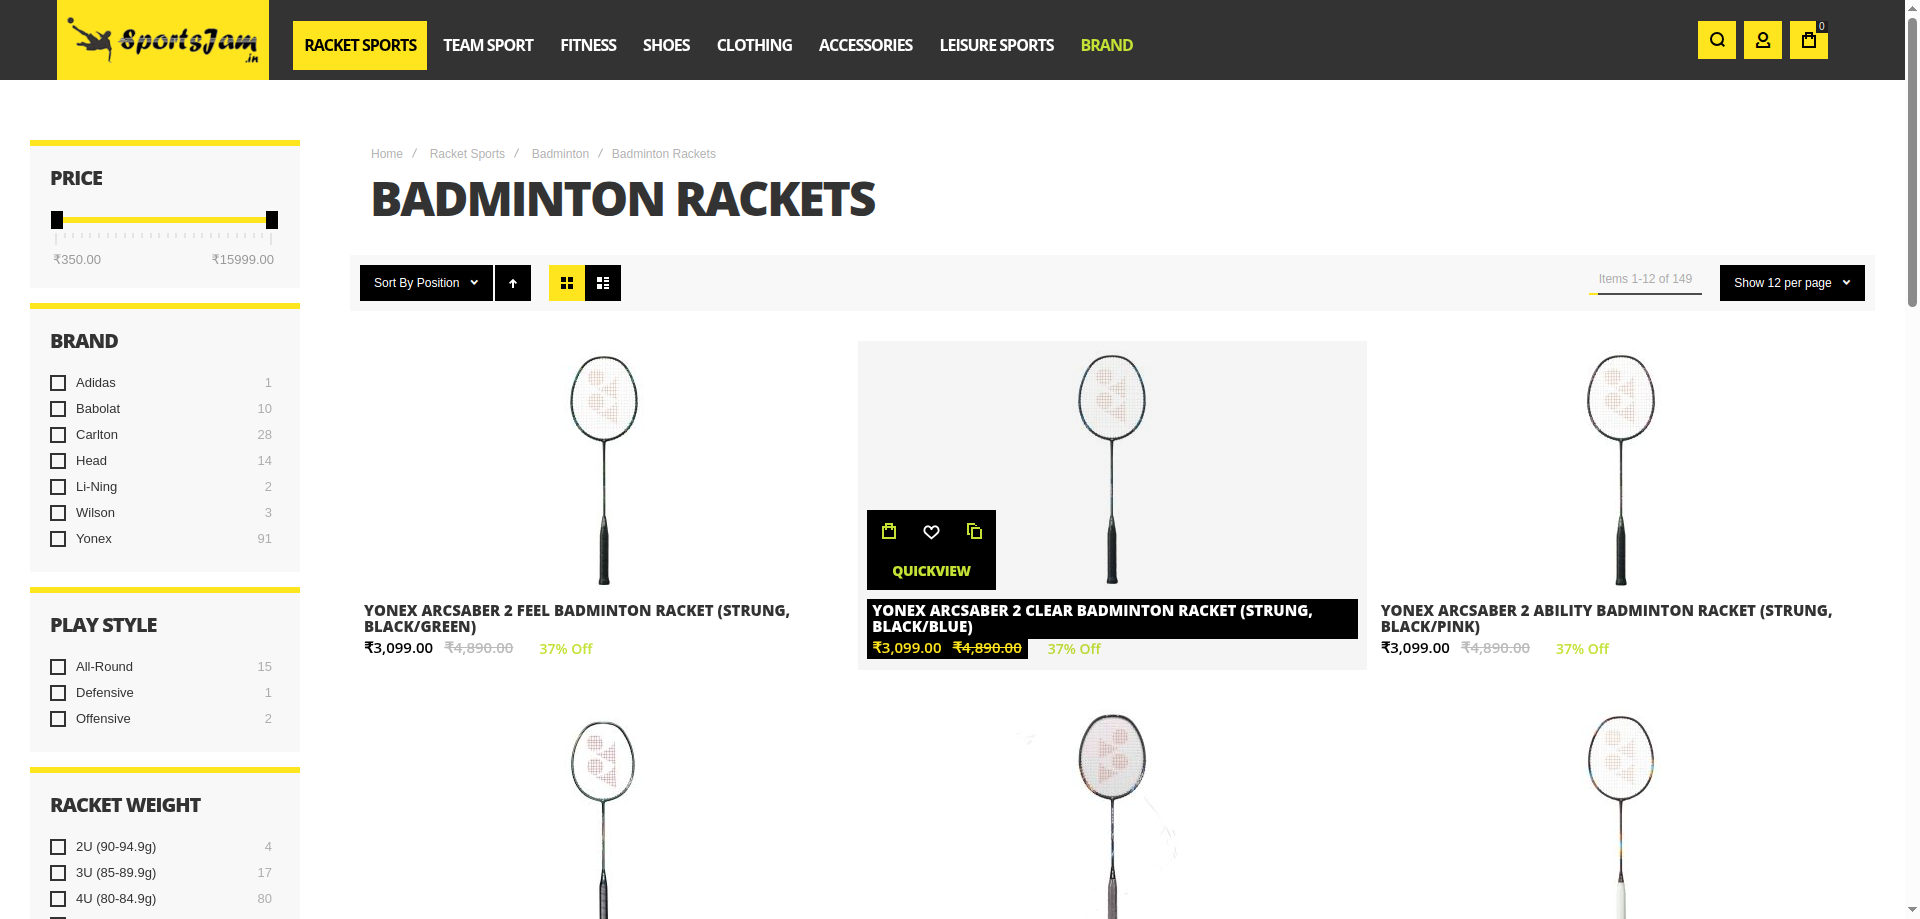 SportsJam
.in
RACKET SPORTS TEAM SPORT FITNESS SHOES CLOTHING ACCESSORIES LEISURE SPORTS BRAND
0
Home / Racket Sports / Badminton / Badminton Rackets
BADMINTON RACKETS
PRICE
₹350.00 ₹15999.00
BRAND
Adidas 1
Babolat 10
Carlton 28
Head 14
Li-Ning 2
Wilson 3
Yonex 91
PLAY STYLE
All-Round 15
Defensive 1
Offensive 2
RACKET WEIGHT
2U (90-94.9g) 4
3U (85-89.9g) 17
4U (80-84.9g) 80
Sort By Position
Items 1-12 of 149
Show 12 per page
YONEX ARCSABER 2 FEEL BADMINTON RACKET (STRUNG,
BLACK/GREEN)
₹3,099.00 ₹4,890.00 37% Off
QUICKVIEW
YONEX ARCSABER 2 CLEAR BADMINTON RACKET (STRUNG,
BLACK/BLUE)
₹3,099.00 ₹4,890.00 37% Off
YONEX ARCSABER 2 ABILITY BADMINTON RACKET (STRUNG,
BLACK/PINK)
₹3,099.00 ₹4,890.00 37% Off